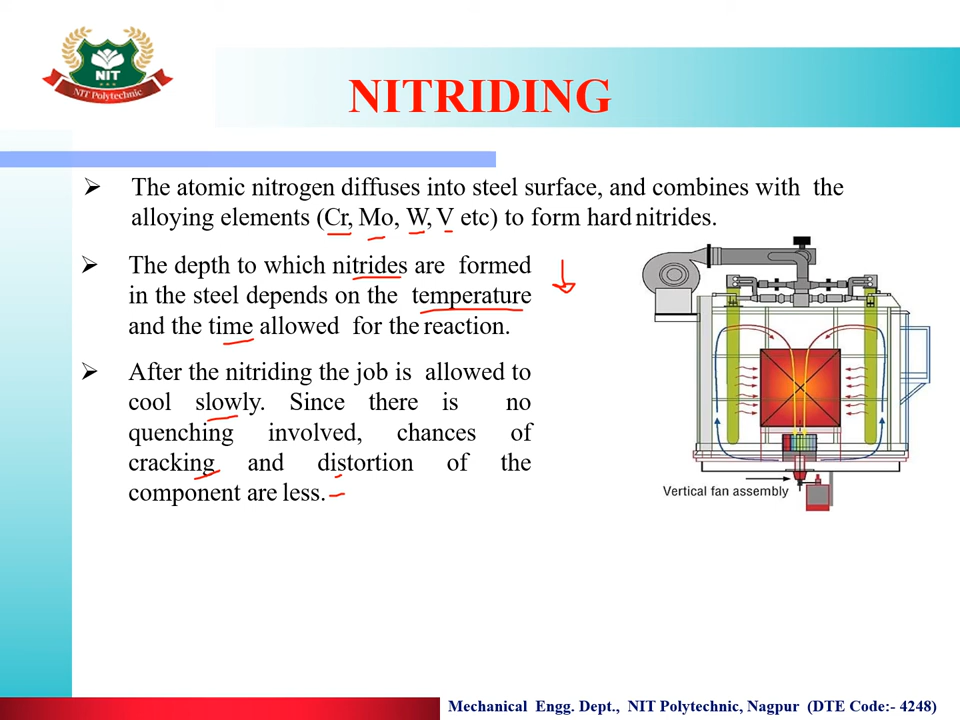 NIT
NIT Polytechnic
NITRIDING
➢ The atomic nitrogen diffuses into steel surface, and combines with the
alloying elements (Cr, Mo, W, V etc) to form hard nitrides.
➢ The depth to which nitrides are formed
in the steel depends on the temperature
and the time allowed for the reaction.
➢ After the nitriding the job is allowed to
cool slowly. Since there is no
quenching involved, chances of
cracking and distortion of the
component are less.
Vertical fan assembly
Mechanical Engg. Dept., NIT Polytechnic, Nagpur (DTE Code:- 4248)